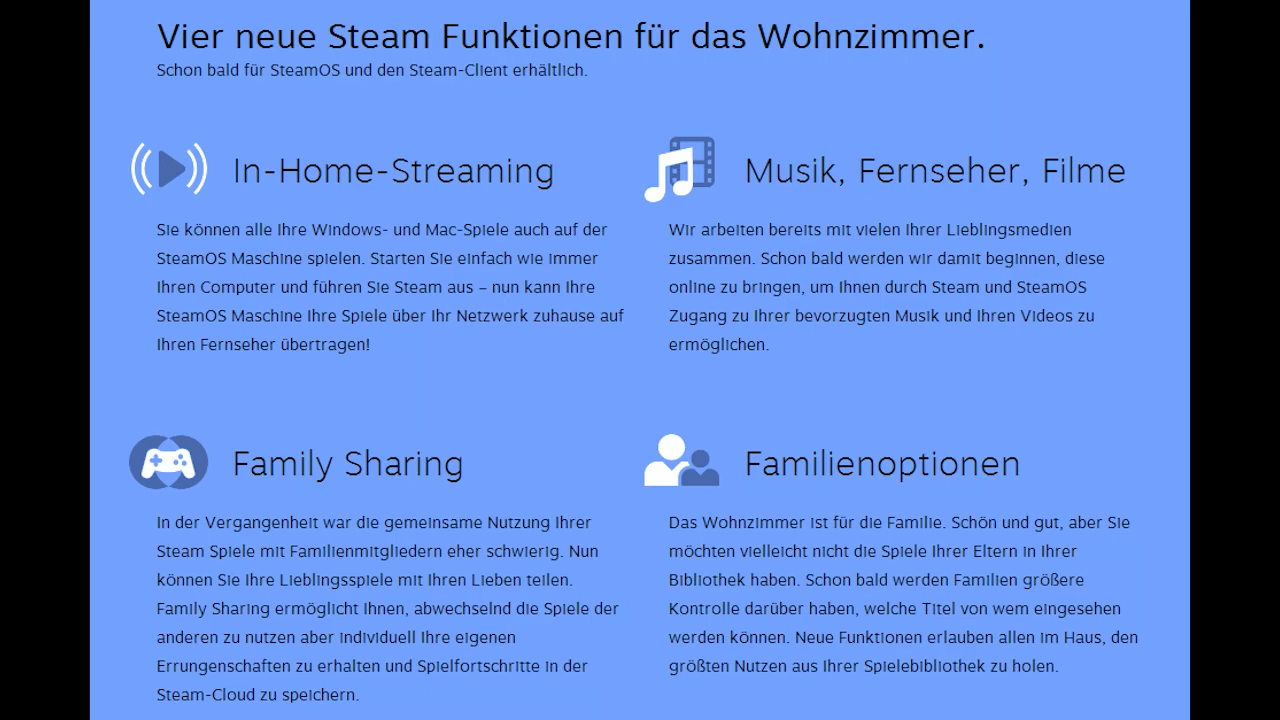 Vier neue Steam Funktionen für das Wohnzimmer.
Schon bald für SteamOS und den Steam-Client erhältlich.
In-Home-Streaming
Sie können alle Ihre Windows- und Mac-Spiele auch auf der
SteamOS Maschine spielen. Starten Sie einfach wie immer
Ihren Computer und führen Sie Steam aus – nun kann Ihre
SteamOS Maschine Ihre Spiele über Ihr Netzwerk zuhause auf
Ihren Fernseher übertragen!
Musik, Fernseher, Filme
Wir arbeiten bereits mit vielen Ihrer Lieblingsmedien
zusammen. Schon bald werden wir damit beginnen, diese
online zu bringen, um Ihnen durch Steam und SteamOS
Zugang zu Ihrer bevorzugten Musik und Ihren Videos zu
ermöglichen.
Family Sharing
In der Vergangenheit war die gemeinsame Nutzung Ihrer
Steam Spiele mit Familienmitgliedern eher schwierig. Nun
können Sie Ihre Lieblingsspiele mit Ihren Lieben teilen.
Family Sharing ermöglicht Ihnen, abwechselnd die Spiele der
anderen zu nutzen aber individuell Ihre eigenen
Errungenschaften zu erhalten und Spielfortschritte in der
Steam-Cloud zu speichern.
Familienoptionen
Das Wohnzimmer ist für die Familie. Schön und gut, aber Sie
möchten vielleicht nicht die Spiele Ihrer Eltern in Ihrer
Bibliothek haben. Schon bald werden Familien größere
Kontrolle darüber haben, welche Titel von wem eingesehen
werden können. Neue Funktionen erlauben allen im Haus, den
größten Nutzen aus Ihrer Spielebibliothek zu holen.